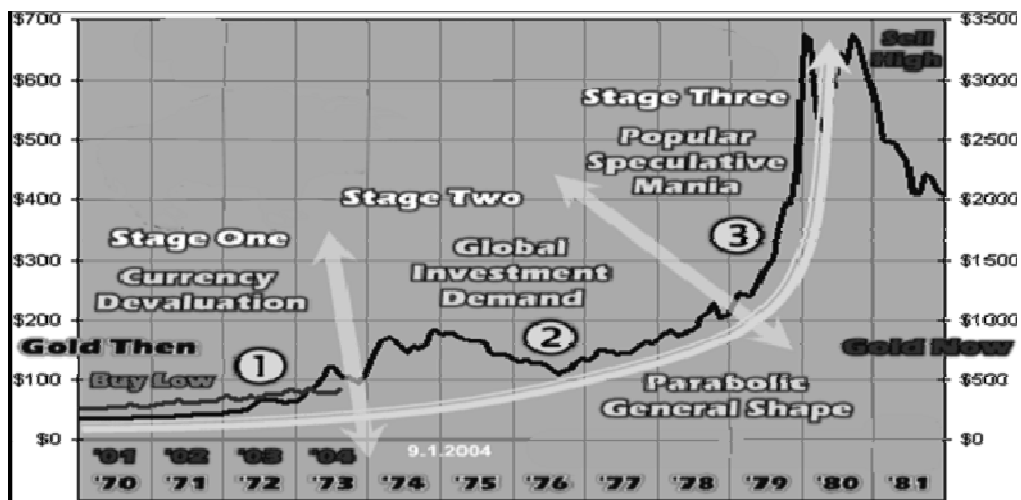 $700
$600
$500
$400
$300
$200
$100
$0
$3500
$3000
$2500
$2000
$1500
$1000
$500
$0
Sell
High
Stage Three
Popular
Speculative
Mania
Stage Two
Stage One
Global
Investment
Demand
Currency
Devaluation
3
2
1
Gold Then
Gold Now
Buy Low
Parabolic
General Shape
9.1.2004
'01 '02 '03 '04
'70 '71 '72 '73 '74 '75 '76 '77 '78 '79 '80 '81